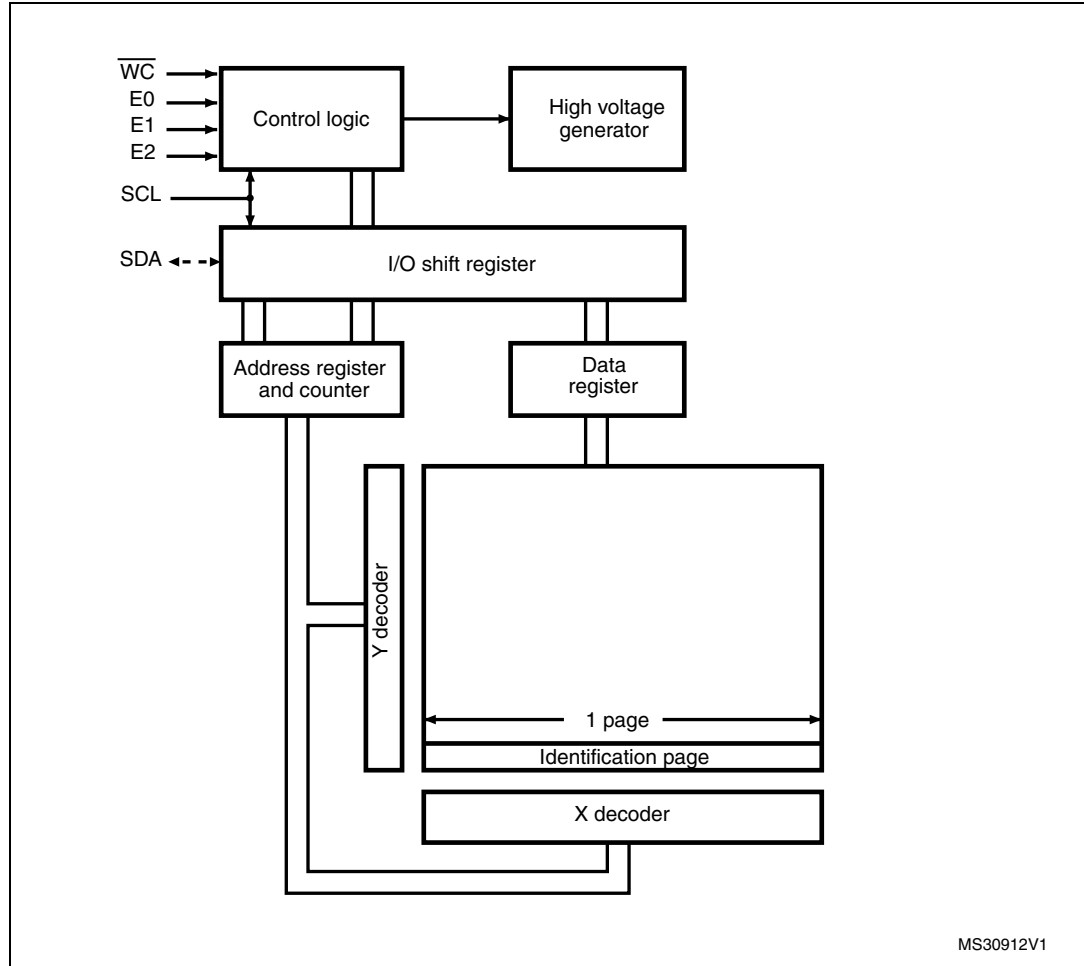 W̅C̅
E0
E1
E2
SCL
SDA
Control logic
High voltage
generator
I/O shift register
Address register
and counter
Data
register
Y decoder
1 page
Identification page
X decoder
MS30912V1